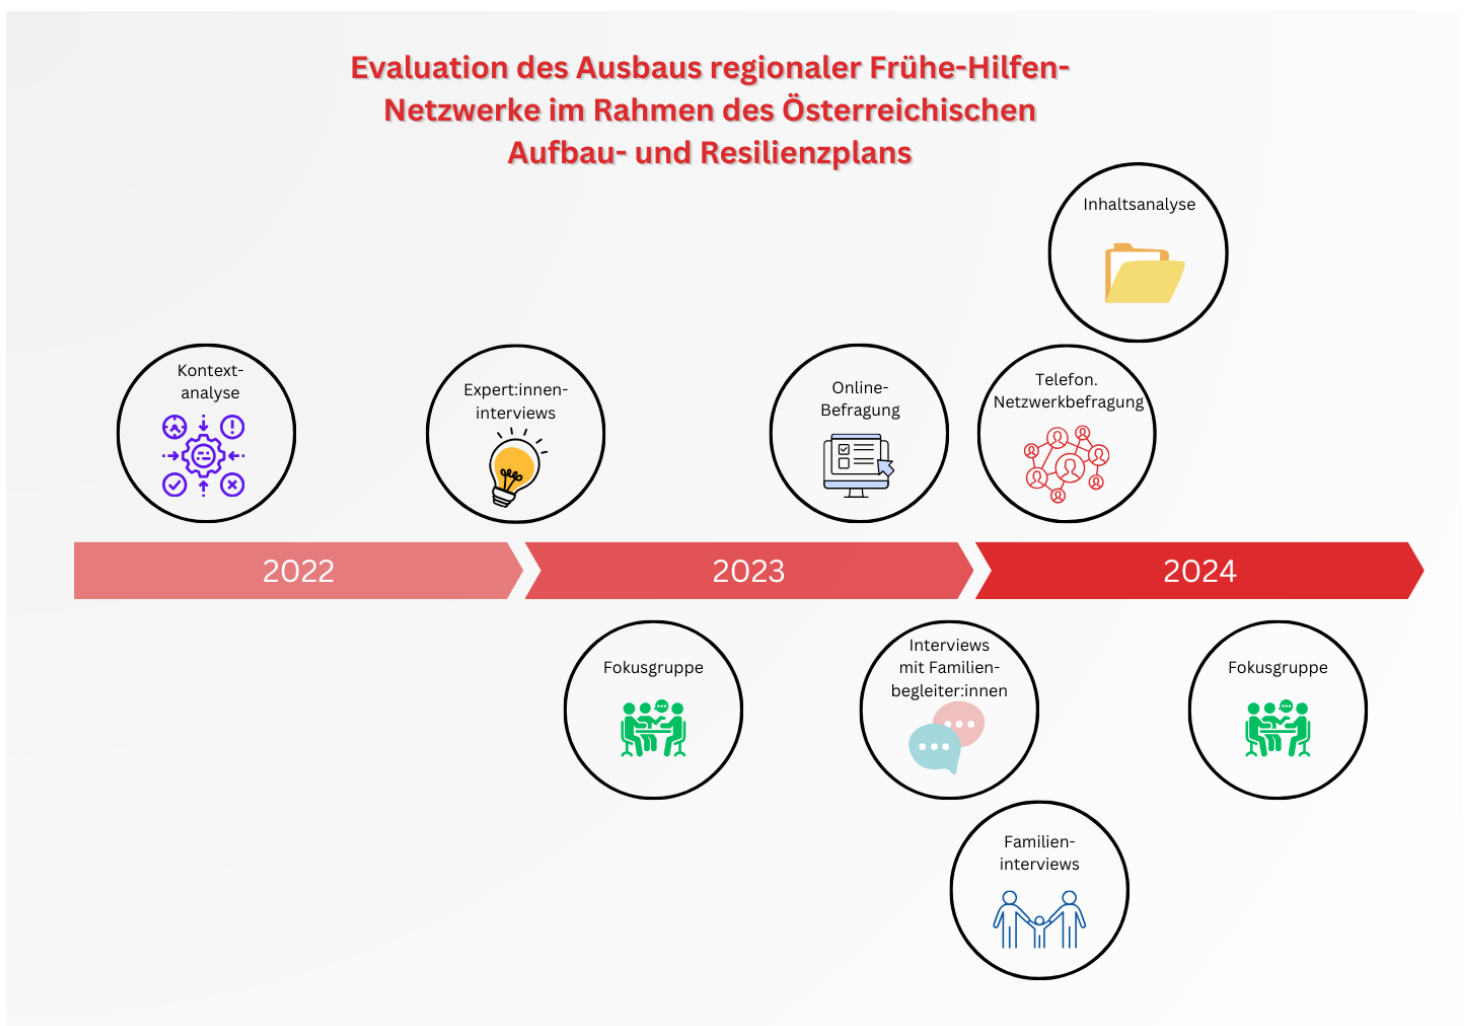 Evaluation des Ausbaus regionaler Frühe-Hilfen-
Netzwerke im Rahmen des Österreichischen
Aufbau- und Resilienzplans
Inhaltsanalyse
Kontext-
analyse
Expert:innen-
interviews
Online-
Befragung
Telefon.
Netzwerkbefragung
2022
2023
2024
Fokusgruppe
Interviews
mit Familien-
begleiter:innen
Fokusgruppe
Familien-
interviews